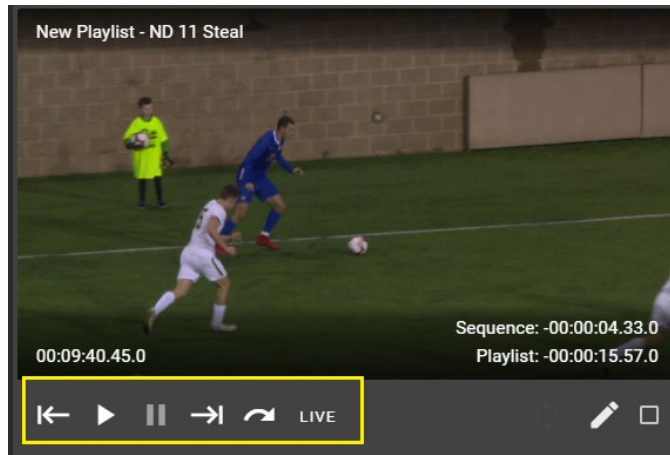 New Playlist - ND 11 Steal
Sequence: -00:00:04.33.0
00:09:40.45.0 Playlist: -00:00:15.57.0
LIVE